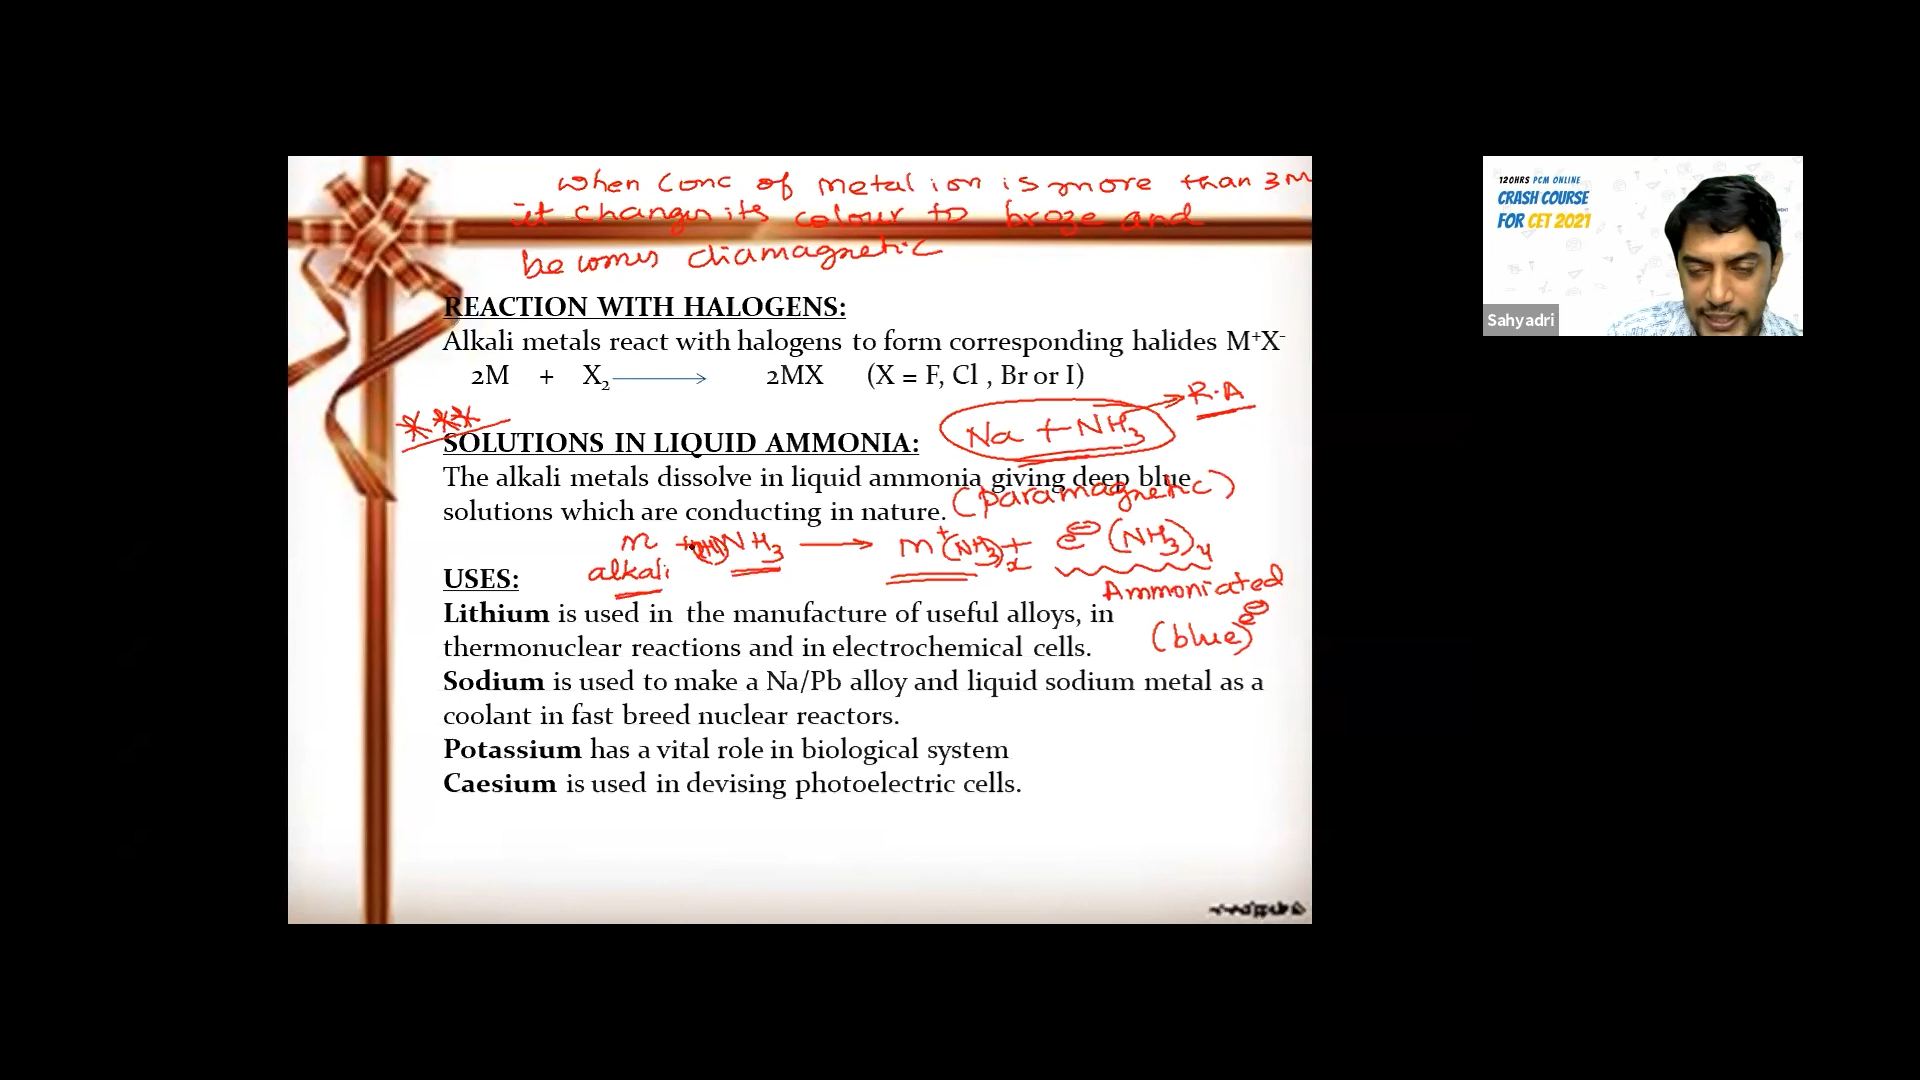 when conc of metal ion is more than 3M
it changes its colour to broze and
becomes diamagnetic
REACTION WITH HALOGENS:
Alkali metals react with halogens to form corresponding halides M⁺X⁻
2M + X₂ → 2MX (X = F, Cl , Br or I)
***
R.A
SOLUTIONS IN LIQUID AMMONIA:
Na + NH₃
The alkali metals dissolve in liquid ammonia giving deep blue
solutions which are conducting in nature.
(paramagnetic)
M + NH₃ → M⁺(NH₃)x + e⊖(NH₃)y
alkali
Ammoniated e⊖
(blue)
USES:
Lithium is used in the manufacture of useful alloys, in
thermonuclear reactions and in electrochemical cells.
Sodium is used to make a Na/Pb alloy and liquid sodium metal as a
coolant in fast breed nuclear reactors.
Potassium has a vital role in biological system
Caesium is used in devising photoelectric cells.
120HRS PCM ONLINE
CRASH COURSE
FOR CET 2021
Sahyadri